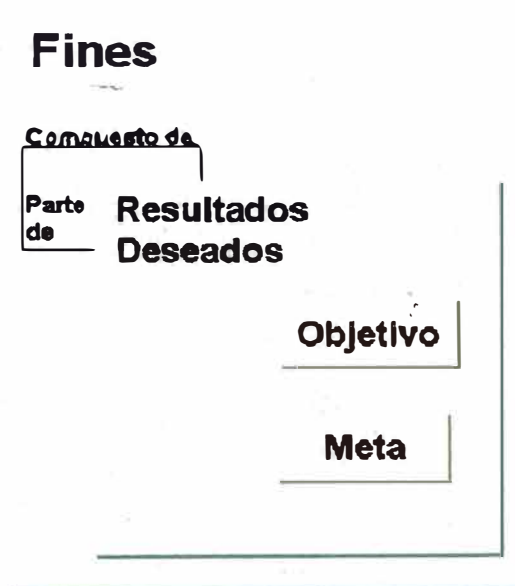 Fines
Compuesto de
Parte
de
Resultados
Deseados
Objetivo
Meta